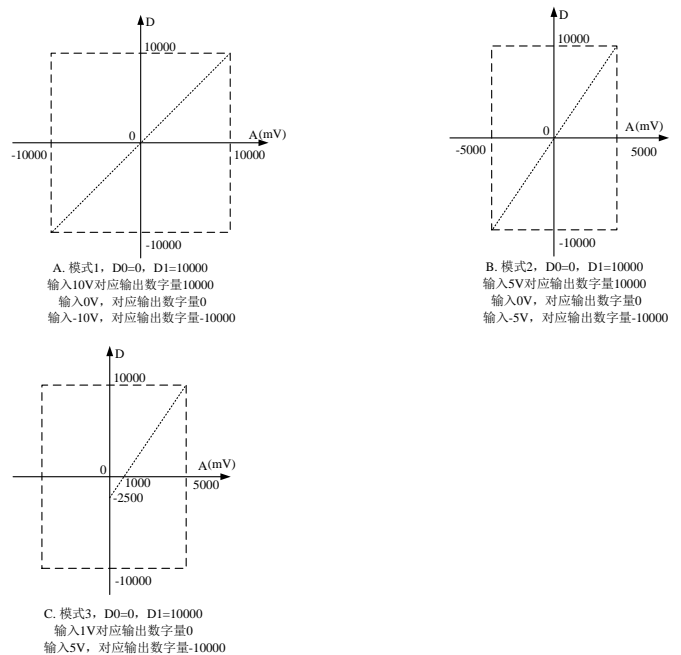 D
10000
0
A(mV)
-10000
10000
-10000
A. 模式1，D0=0，D1=10000
输入10V对应输出数字量10000
输入0V，对应输出数字量0
输入-10V，对应输出数字量-10000
D
10000
0
A(mV)
-5000
5000
-10000
B. 模式2，D0=0，D1=10000
输入5V对应输出数字量10000
输入0V，对应输出数字量0
输入-5V，对应输出数字量-10000
D
10000
0
A(mV)
1000
5000
-2500
-10000
C. 模式3，D0=0，D1=10000
输入1V对应输出数字量0
输入5V，对应输出数字量-10000